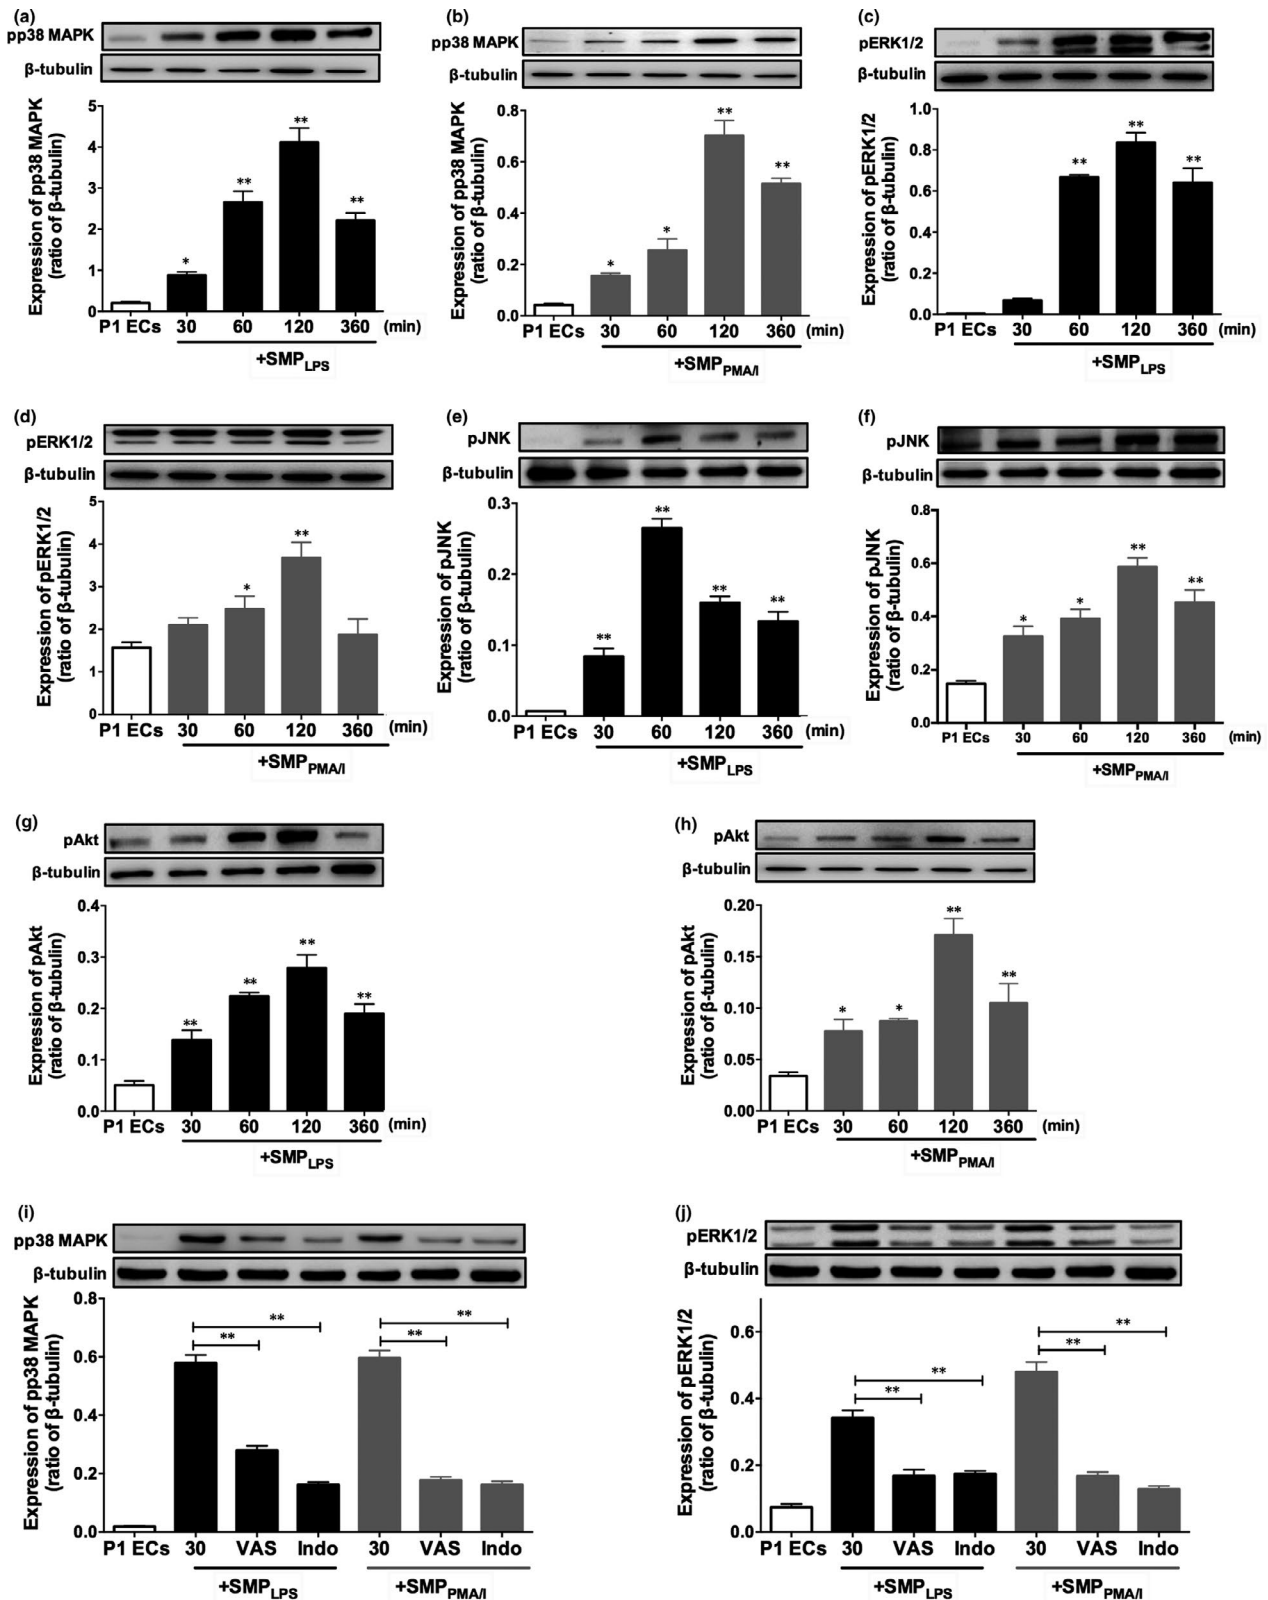 (a)
pp38 MAPK
β-tubulin
Expression of pp38 MAPK
(ratio of β-tubulin)
5
4
3
2
1
0
*
**
**
**
P1 ECs 30 60 120 360 (min)
+SMPLPS
(b)
pp38 MAPK
β-tubulin
Expression of pp38 MAPK
(ratio of β-tubulin)
0.8
0.6
0.4
0.2
0.0
*
*
**
**
P1 ECs 30 60 120 360 (min)
+SMPPMA/I
(c)
pERK1/2
β-tubulin
Expression of pERK1/2
(ratio of β-tubulin)
1.0
0.8
0.6
0.4
0.2
0.0
**
**
**
P1 ECs 30 60 120 360 (min)
+SMPLPS
(d)
pERK1/2
β-tubulin
Expression of pERK1/2
(ratio of β-tubulin)
5
4
3
2
1
0
*
**
P1 ECs 30 60 120 360 (min)
+SMPPMA/I
(e)
pJNK
β-tubulin
Expression of pJNK
(ratio of β-tubulin)
0.3
0.2
0.1
0.0
**
**
**
**
P1 ECs 30 60 120 360 (min)
+SMPLPS
(f)
pJNK
β-tubulin
Expression of pJNK
(ratio of β-tubulin)
0.8
0.6
0.4
0.2
0.0
*
*
**
**
P1 ECs 30 60 120 360 (min)
+SMPPMA/I
(g)
pAkt
β-tubulin
Expression of pAkt
(ratio of β-tubulin)
0.4
0.3
0.2
0.1
0.0
**
**
**
**
P1 ECs 30 60 120 360 (min)
+SMPLPS
(h)
pAkt
β-tubulin
Expression of pAkt
(ratio of β-tubulin)
0.20
0.15
0.10
0.05
0.00
*
*
**
**
P1 ECs 30 60 120 360 (min)
+SMPPMA/I
(i)
pp38 MAPK
β-tubulin
Expression of pp38 MAPK
(ratio of β-tubulin)
0.8
0.6
0.4
0.2
0.0
**
**
**
**
P1 ECs 30 VAS Indo 30 VAS Indo
+SMPLPS +SMPPMA/I
(j)
pERK1/2
β-tubulin
Expression of pERK1/2
(ratio of β-tubulin)
0.6
0.4
0.2
0.0
**
**
**
**
P1 ECs 30 VAS Indo 30 VAS Indo
+SMPLPS +SMPPMA/I